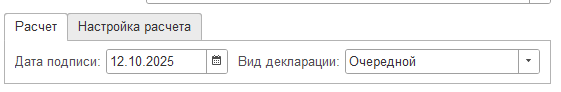 Расчет Настройка расчета
Дата подписи: 12.10.2025 Вид декларации: Очередной